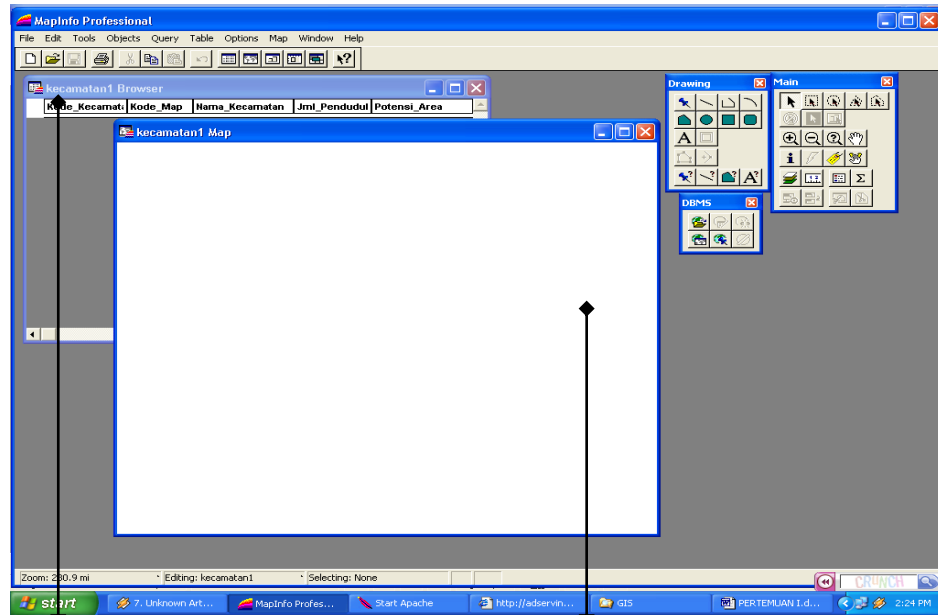 MapInfo Professional
File Edit Tools Objects Query Table Options Map Window Help
kecamatan1 Browser
Kode_Kecamata Kode_Map Nama_Kecamatan Jml_Pendudul Potensi_Area
kecamatan1 Map
Drawing
Main
DBMS
Zoom: 280.9 mi Editing: kecamatan1 Selecting: None
CRUNCH
start 7. Unknown Art... MapInfo Profes... Start Apache http://adservin... GIS PERTEMUAN I.d... 2:24 PM